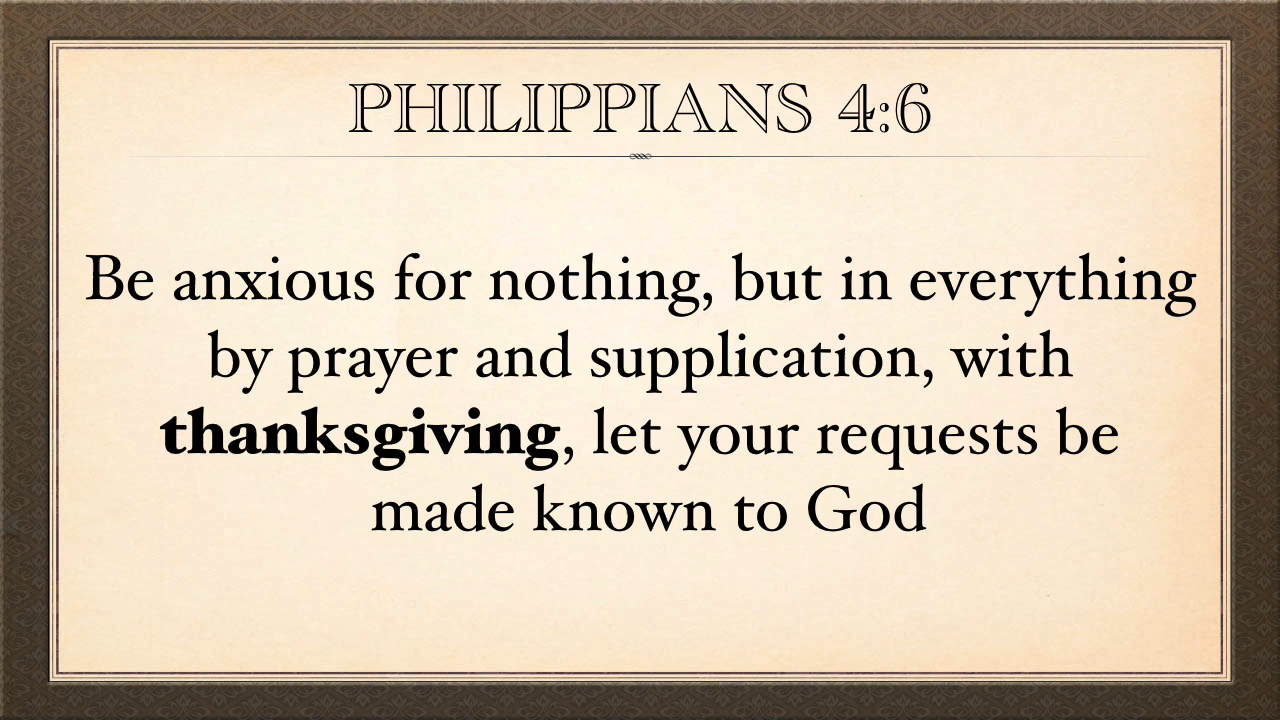 PHILIPPIANS 4:6
Be anxious for nothing, but in everything
by prayer and supplication, with
thanksgiving, let your requests be
made known to God